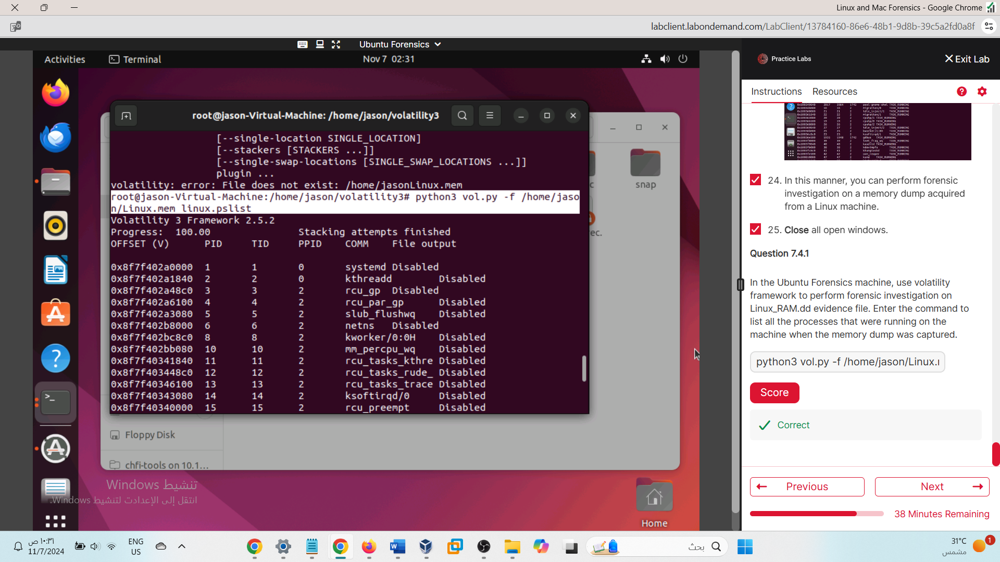 Linux and Mac Forensics - Google Chrome
labclient.labondemand.com/LabClient/13784160-86e6-48b1-9d8b-39c5a2fd0a8f
Ubuntu Forensics
Activities
Terminal
Nov 7 02:31
root@jason-Virtual-Machine: /home/jason/volatility3
[--single-location SINGLE_LOCATION]
[--stackers [STACKERS ...]]
[--single-swap-locations [SINGLE_SWAP_LOCATIONS ...]]
plugin ...
volatility: error: File does not exist: /home/jasonLinux.mem
root@jason-Virtual-Machine:/home/jason/volatility3# python3 vol.py -f /home/jaso
n/Linux.mem linux.pslist
Volatility 3 Framework 2.5.2
Progress: 100.00 Stacking attempts finished
OFFSET (V) PID TID PPID COMM File output
0x8f7f402a0000 1 1 0 systemd Disabled
0x8f7f402a1840 2 2 0 kthreadd Disabled
0x8f7f402a48c0 3 3 2 rcu_gp Disabled
0x8f7f402a6100 4 4 2 rcu_par_gp Disabled
0x8f7f402a3080 5 5 2 slub_flushwq Disabled
0x8f7f402b8000 6 6 2 netns Disabled
0x8f7f402bc8c0 8 8 2 kworker/0:0H Disabled
0x8f7f402bb080 10 10 2 mm_percpu_wq Disabled
0x8f7f40341840 11 11 2 rcu_tasks_kthre Disabled
0x8f7f403448c0 12 12 2 rcu_tasks_rude_ Disabled
0x8f7f40346100 13 13 2 rcu_tasks_trace Disabled
0x8f7f40343080 14 14 2 ksoftirqd/0 Disabled
0x8f7f40340000 15 15 2 rcu_preempt Disabled
c
snap
ec.
Floppy Disk
chfi-tools on 10.1...
تنشيط Windows
انتقل إلى الإعدادت لتنشيط Windows.
Home
Practice Labs
Exit Lab
Instructions
Resources
24. In this manner, you can perform forensic
investigation on a memory dump acquired
from a Linux machine.
25. Close all open windows.
Question 7.4.1
In the Ubuntu Forensics machine, use volatility
framework to perform forensic investigation on
Linux_RAM.dd evidence file. Enter the command to
list all the processes that were running on the
machine when the memory dump was captured.
python3 vol.py -f /home/jason/Linux.
Score
Correct
Previous
Next
38 Minutes Remaining
١٠:٣١ ص
11/7/2024
ENG
US
بحث
31°C
مشمس
1